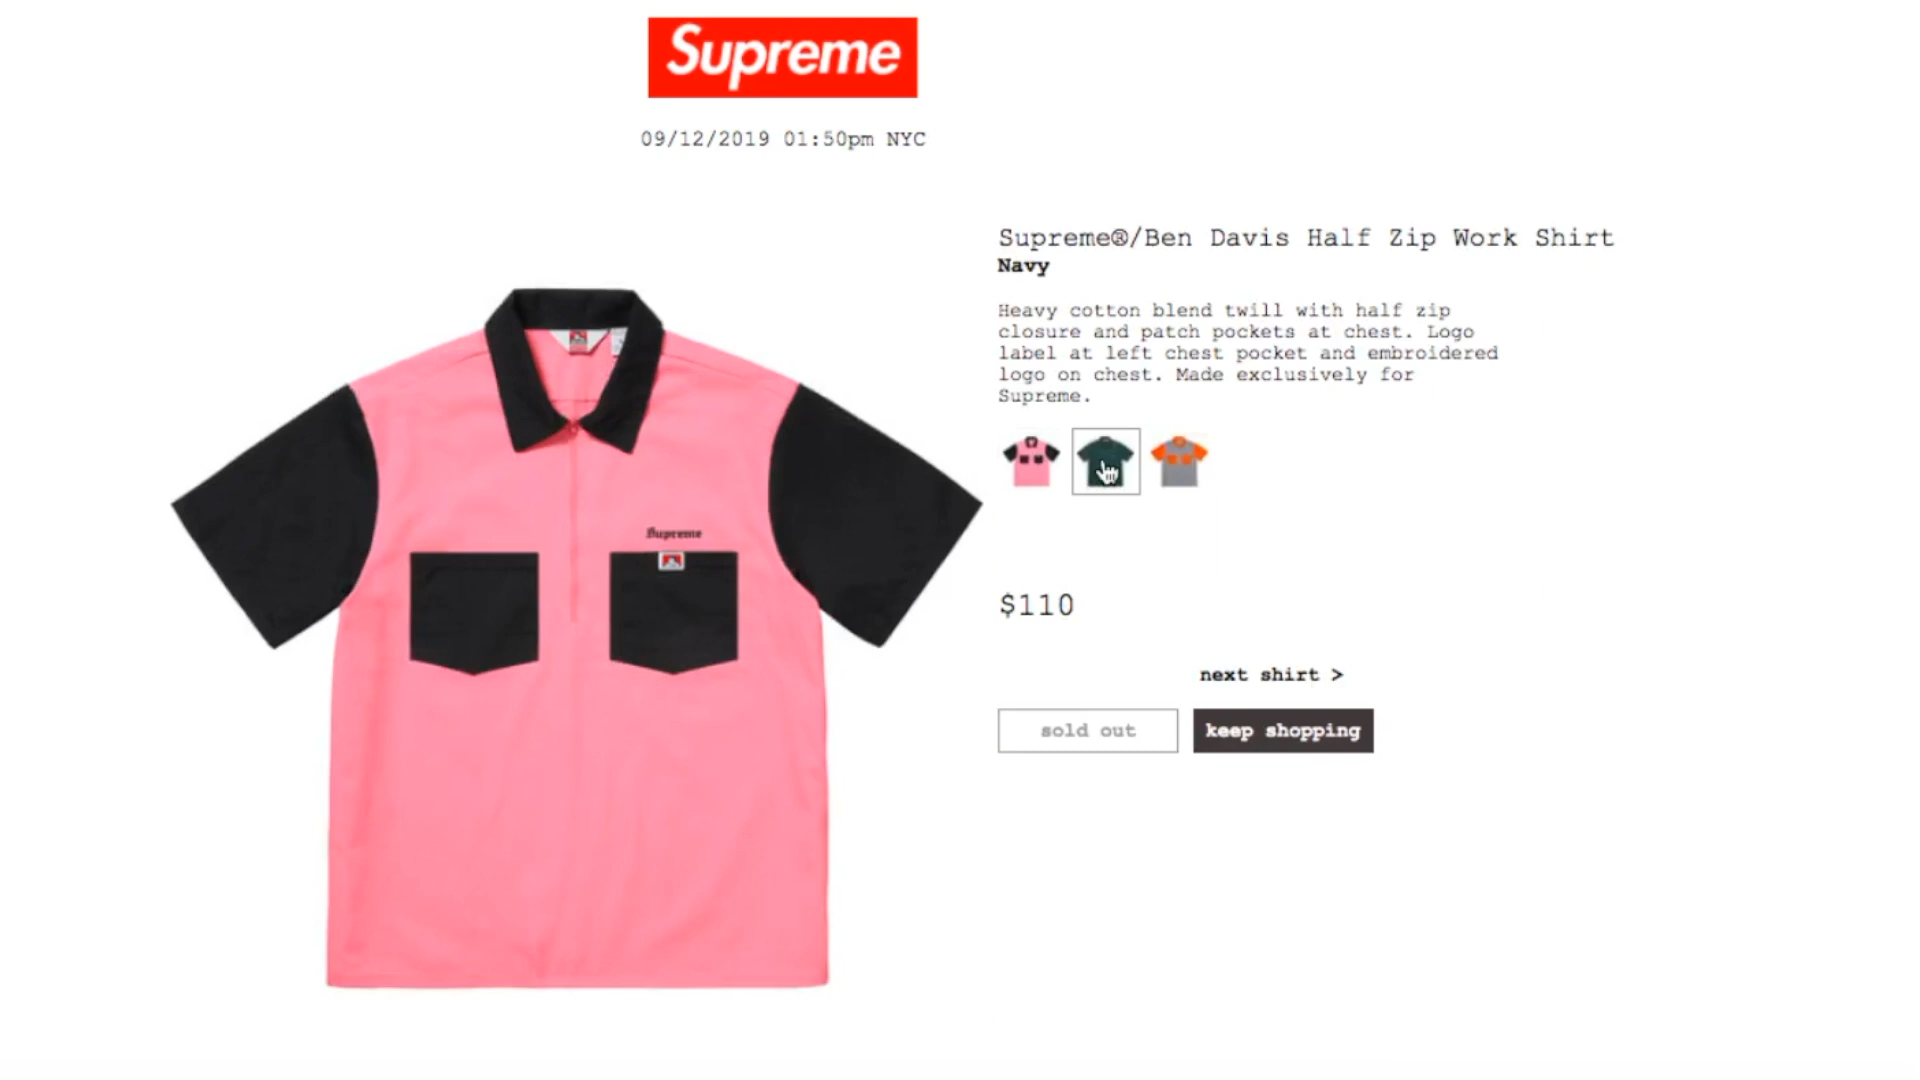 Supreme
09/12/2019 01:50pm NYC
Supreme®/Ben Davis Half Zip Work Shirt
Navy
Heavy cotton blend twill with half zip
closure and patch pockets at chest. Logo
label at left chest pocket and embroidered
logo on chest. Made exclusively for
Supreme.
Supreme
$110
next shirt >
sold out
keep shopping